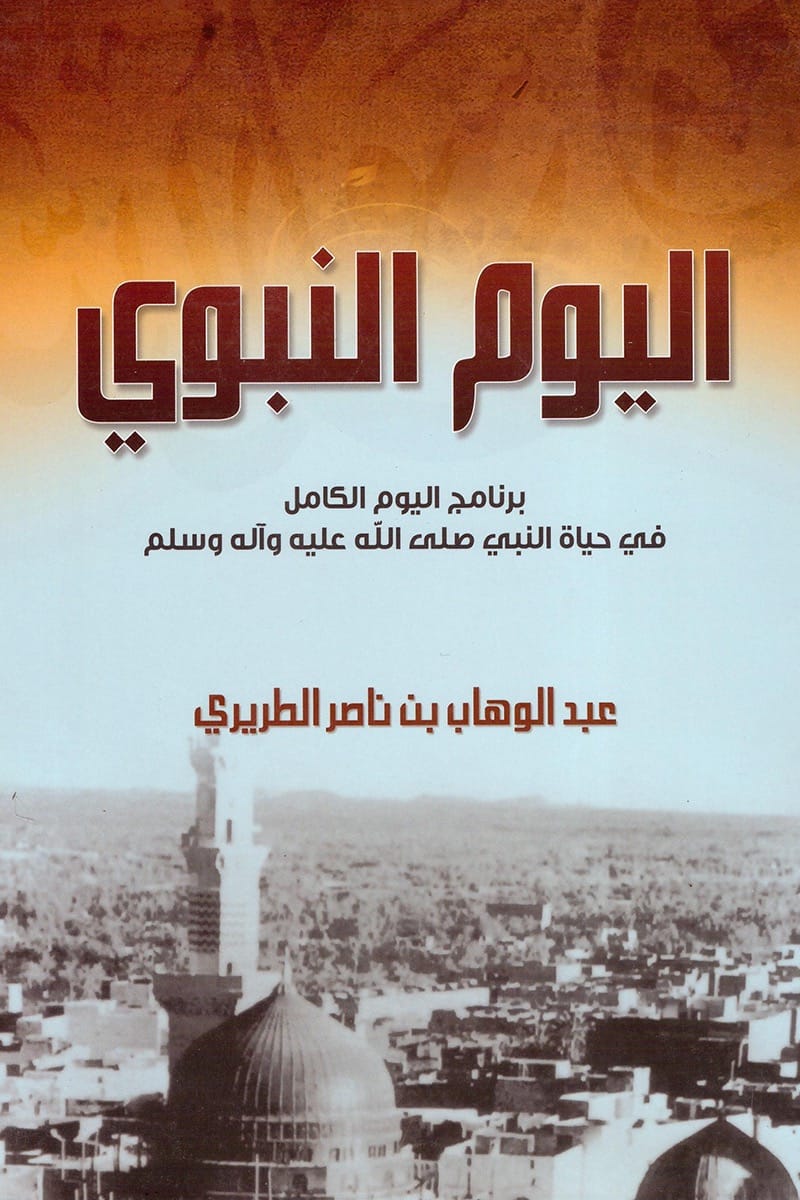 اليوم النبوي
برنامج اليوم الكامل
في حياة النبي صلى الله عليه وآله وسلم
عبد الوهاب بن ناصر الطريري